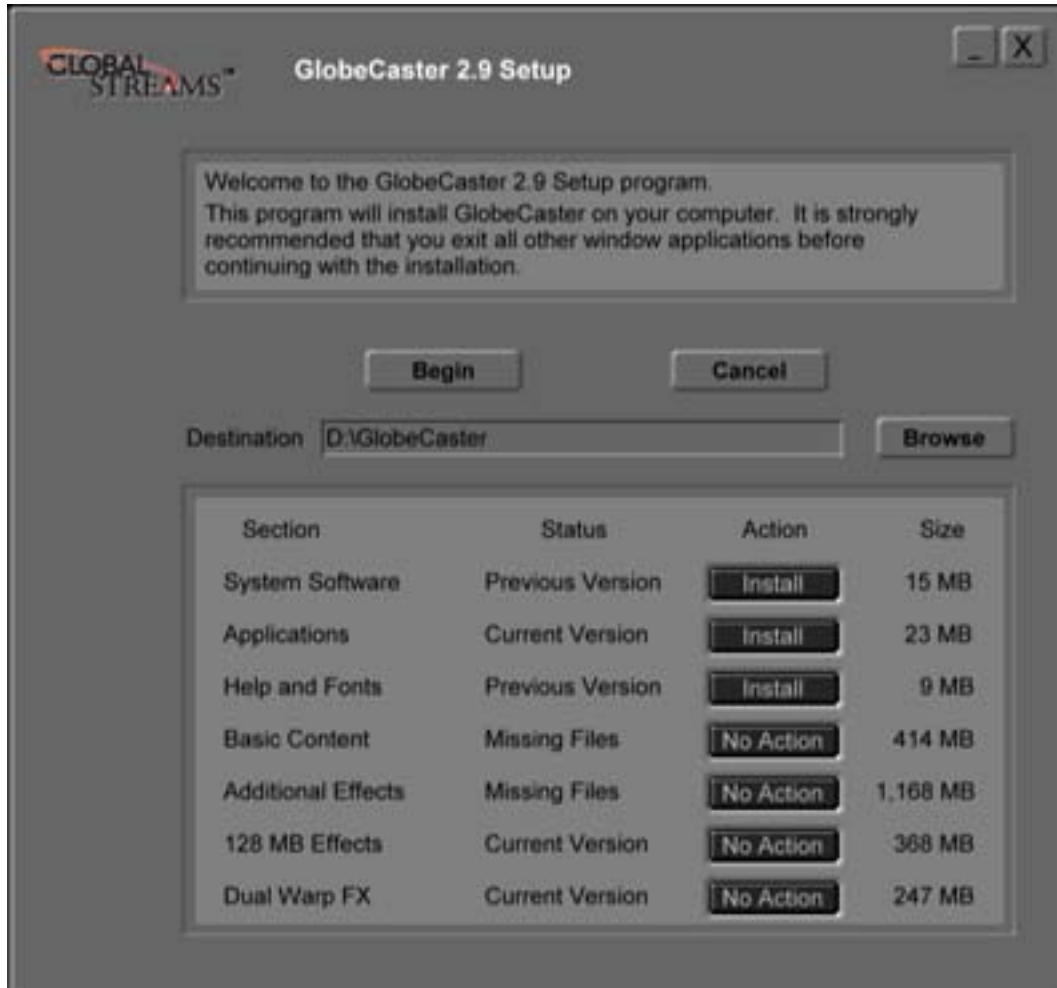 GLOBAL
STREAMS™
GlobeCaster 2.9 Setup
_ X
Welcome to the GlobeCaster 2.9 Setup program.
This program will install GlobeCaster on your computer. It is strongly
recommended that you exit all other window applications before
continuing with the installation.
Begin Cancel
Destination D:\GlobeCaster Browse
Section Status Action Size
System Software Previous Version Install 15 MB
Applications Current Version Install 23 MB
Help and Fonts Previous Version Install 9 MB
Basic Content Missing Files No Action 414 MB
Additional Effects Missing Files No Action 1,168 MB
128 MB Effects Current Version No Action 368 MB
Dual Warp FX Current Version No Action 247 MB